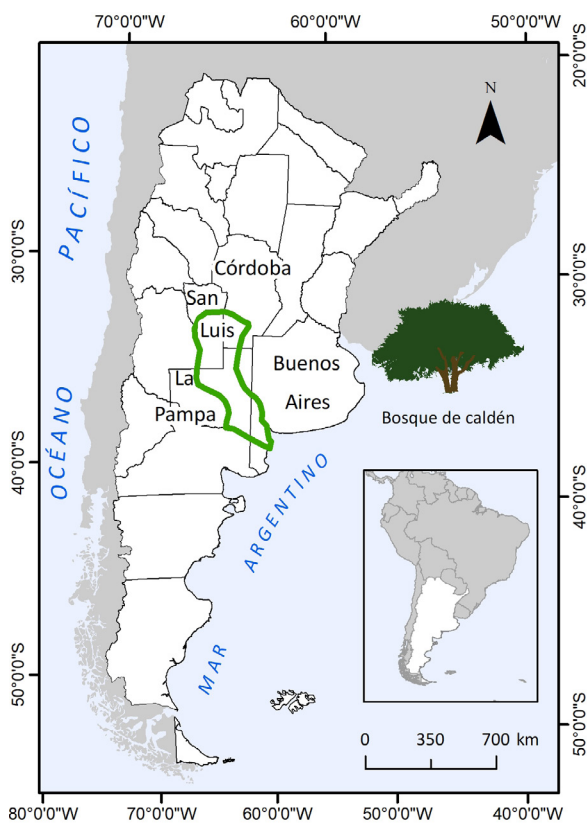 70°0'0"W
60°0'0"W
50°0'0"W
20°0'0"S
30°0'0"S
40°0'0"S
50°0'0"S
N
OCÉANO PACÍFICO
Córdoba
San
Luis
La
Pampa
Buenos
Aires
Bosque de caldén
30°0'0"S
40°0'0"S
50°0'0"S
MAR ARGENTINO
0 350 700 km
80°0'0"W
70°0'0"W
60°0'0"W
50°0'0"W
40°0'0"W